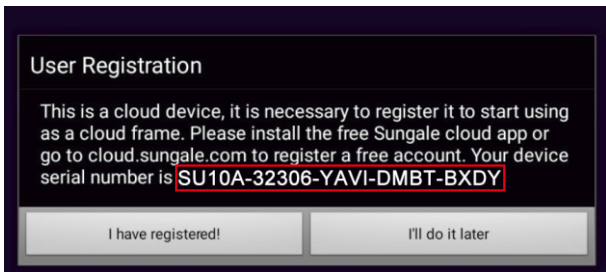 User Registration
This is a cloud device, it is necessary to register it to start using
as a cloud frame. Please install the free Sungale cloud app or
go to cloud.sungale.com to register a free account. Your device
serial number is SU10A-32306-YAVI-DMBT-BXDY
I have registered!
I'll do it later